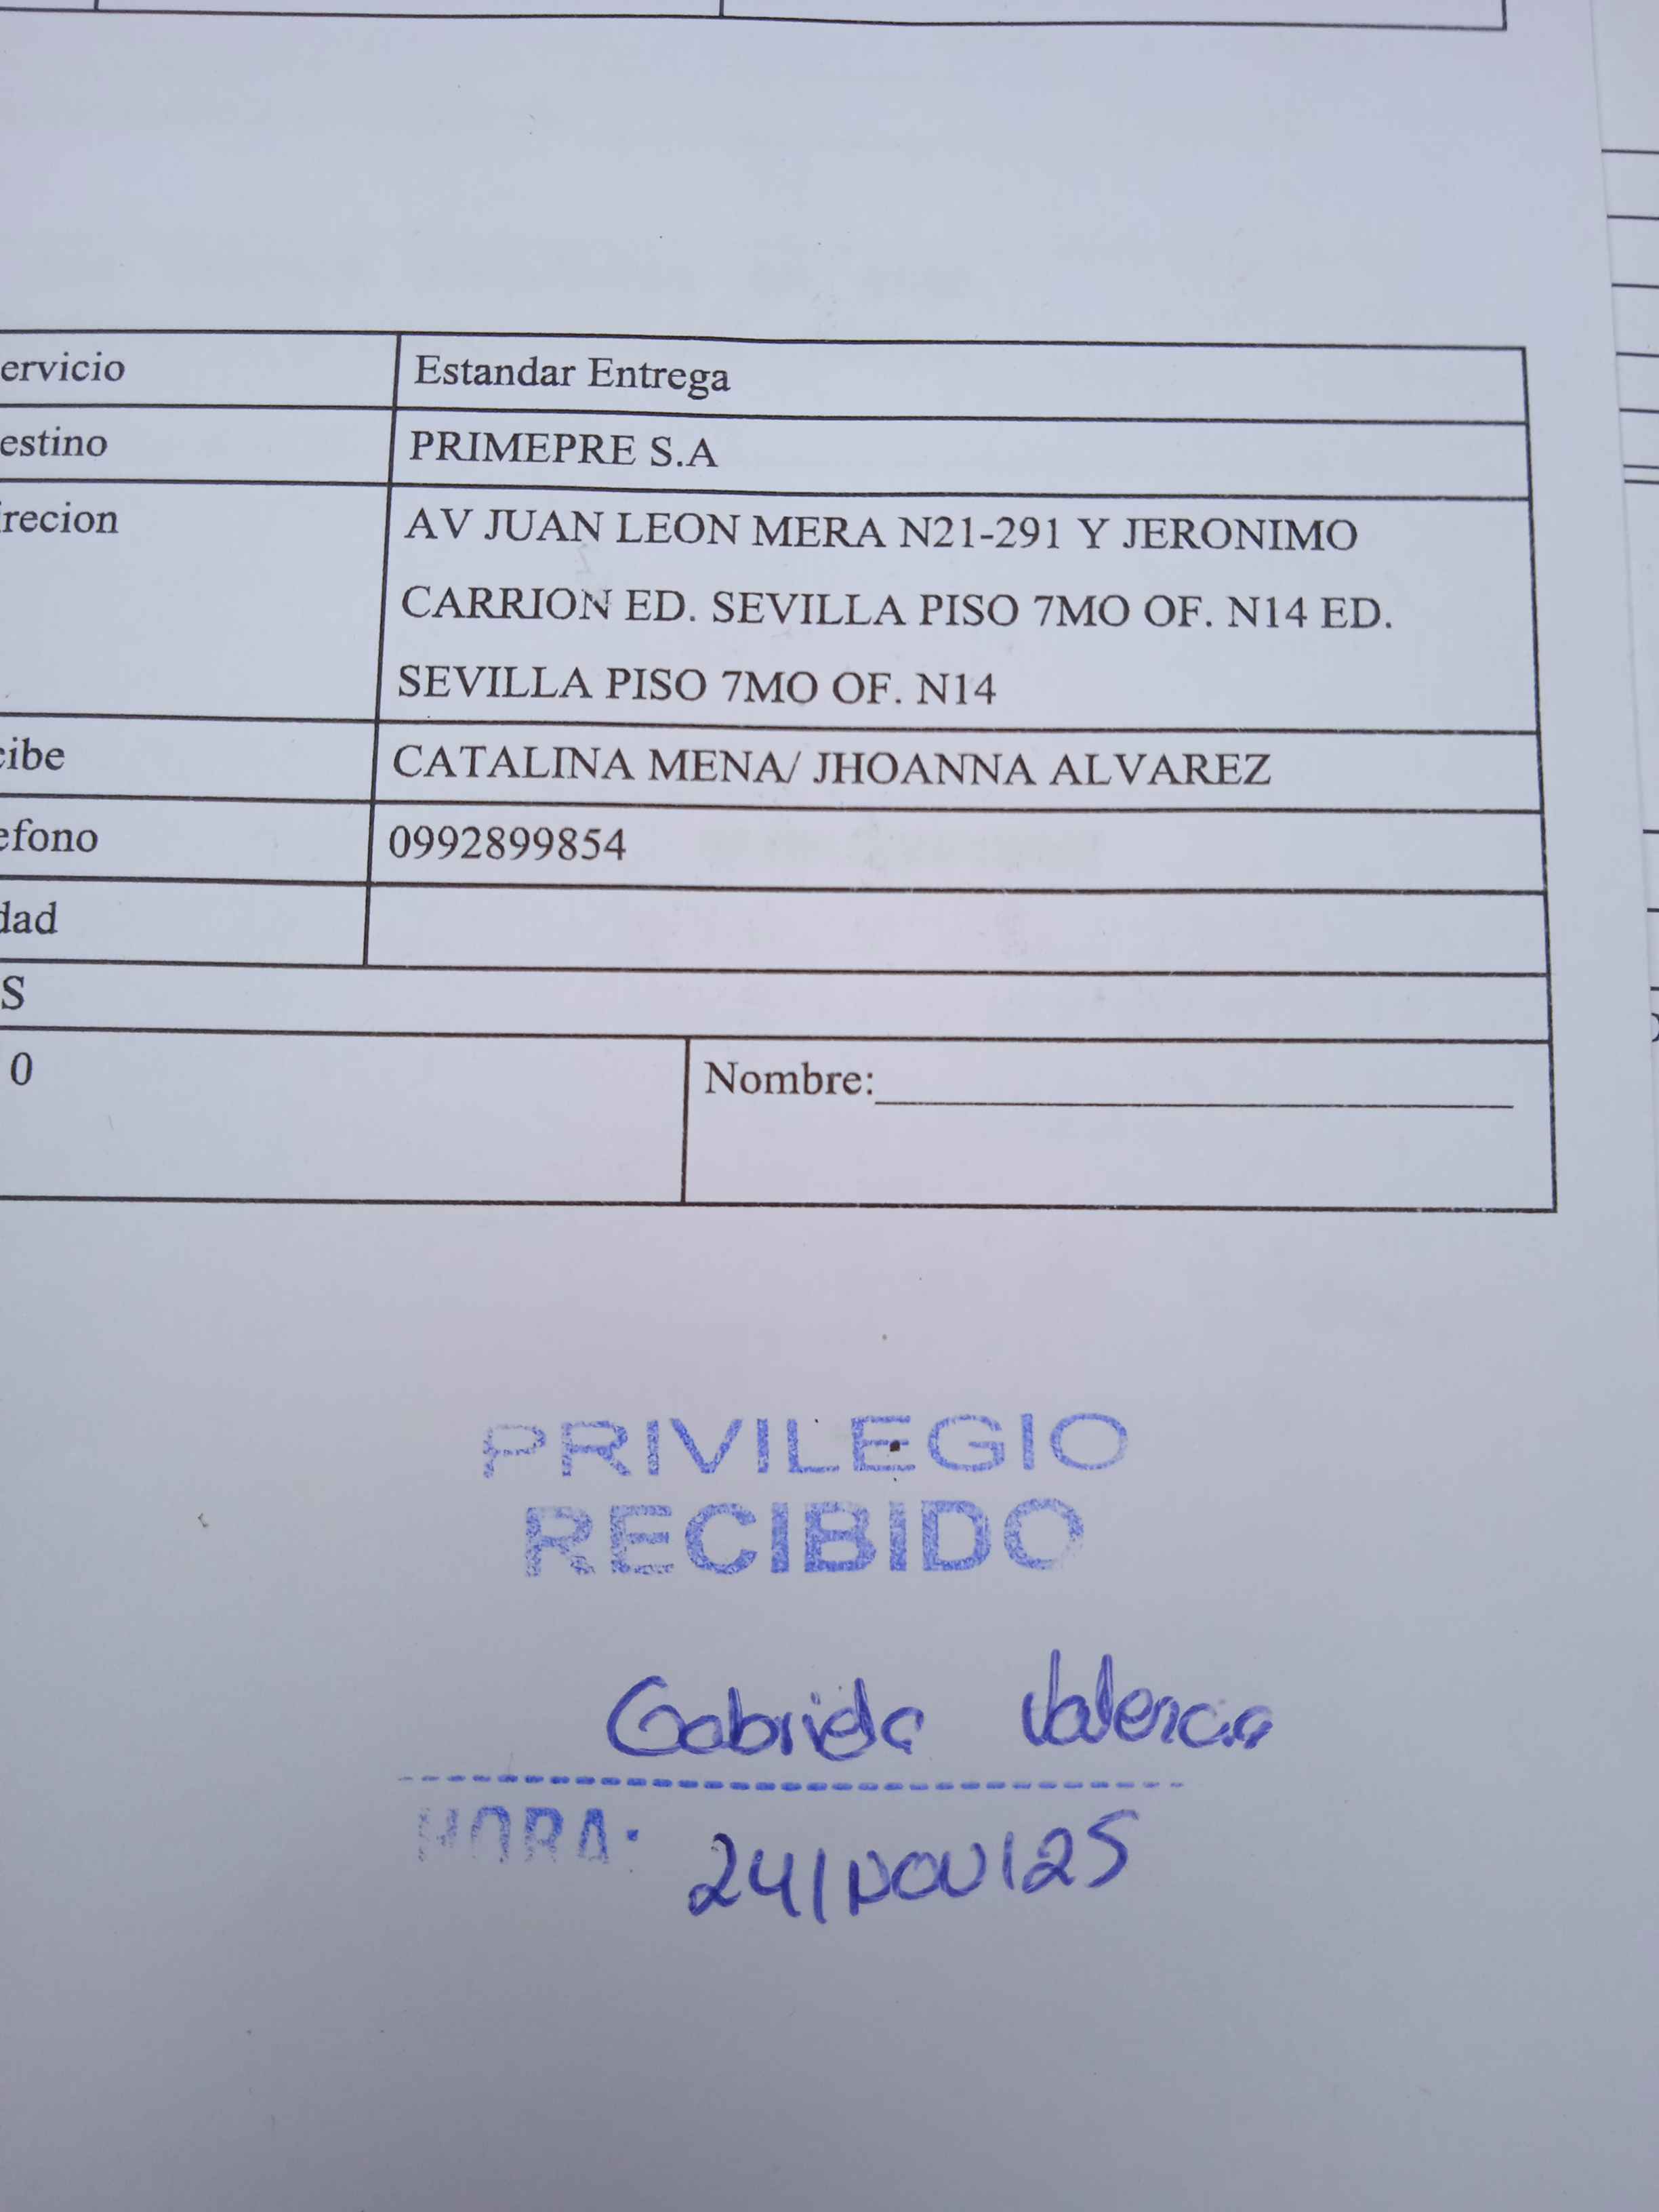 ervicio Estandar Entrega
estino PRIMEPRE S.A
irecion AV JUAN LEON MERA N21-291 Y JERONIMO
CARRION ED. SEVILLA PISO 7MO OF. N14 ED.
SEVILLA PISO 7MO OF. N14
cibe CATALINA MENA/ JHOANNA ALVAREZ
efono 0992899854
dad
S
0 Nombre:
PRIVILEGIO
RECIBIDO
Gabriela Valencia
HORA: 24/NOV/25